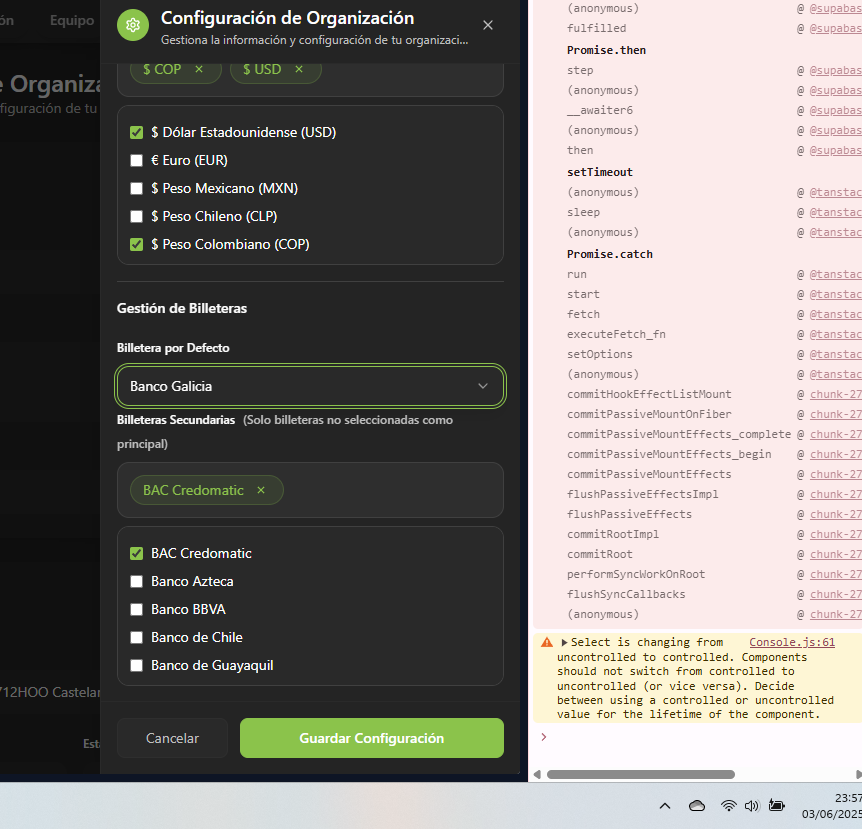 ón
Equipo
Configuración de Organización
Gestiona la información y configuración de tu organizaci...
e Organiza
figuración de tu
$ COP ×
$ USD ×
$ Dólar Estadounidense (USD)
€ Euro (EUR)
$ Peso Mexicano (MXN)
$ Peso Chileno (CLP)
$ Peso Colombiano (COP)
Gestión de Billeteras
Billetera por Defecto
Banco Galicia
Billeteras Secundarias (Solo billeteras no seleccionadas como
principal)
BAC Credomatic ×
BAC Credomatic
Banco Azteca
Banco BBVA
Banco de Chile
Banco de Guayaquil
712HOO Castelar
Esta
Cancelar
Guardar Configuración
(anonymous) @ @supabas
fulfilled @ @supabas
Promise.then
step @ @supabas
(anonymous) @ @supabas
__awaiter6 @ @supabas
(anonymous) @ @supabas
then @ @supabas
setTimeout
(anonymous) @ @tanstac
sleep @ @tanstac
(anonymous) @ @tanstac
Promise.catch
run @ @tanstac
start @ @tanstac
fetch @ @tanstac
executeFetch_fn @ @tanstac
setOptions @ @tanstac
(anonymous) @ @tanstac
commitHookEffectListMount @ chunk-27
commitPassiveMountOnFiber @ chunk-27
commitPassiveMountEffects_complete @ chunk-27
commitPassiveMountEffects_begin @ chunk-27
commitPassiveMountEffects @ chunk-27
flushPassiveEffectsImpl @ chunk-27
flushPassiveEffects @ chunk-27
commitRootImpl @ chunk-27
commitRoot @ chunk-27
performSyncWorkOnRoot @ chunk-27
flushSyncCallbacks @ chunk-27
(anonymous) @ chunk-27
Select is changing from Console.js:61
uncontrolled to controlled. Components
should not switch from controlled to
uncontrolled (or vice versa). Decide
between using a controlled or uncontrolled
value for the lifetime of the component.
23:57
03/06/2025